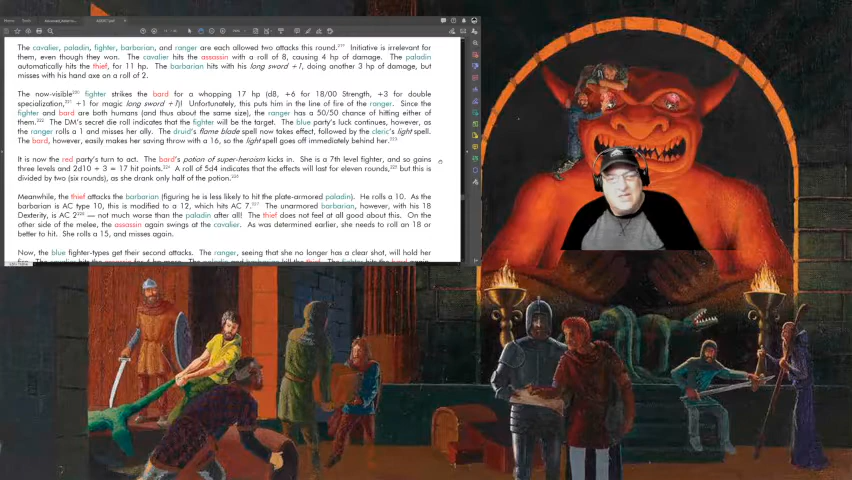 The cavalier, paladin, fighter, barbarian, and ranger are each allowed two attacks this round. Initiative is irrelevant for
them, even though they won. The cavalier hits the assassin with a roll of 8, causing 4 hp of damage. The paladin
automatically hits the thief, for 11 hp. The barbarian hits with his long sword +1, doing another 3 hp of damage, but
misses with his hand axe on a roll of 2.
The now-visible fighter strikes the bard for a whopping 17 hp (d8, +6 for 18/00 Strength, +3 for double
specialization, +1 for magic long sword +1)! Unfortunately, this puts him in the line of fire of the ranger. Since the
fighter and bard are both humans (and thus about the same size), the ranger has a 50/50 chance of hitting either of
them. The DM's secret die roll indicates that the fighter will be the target. The blue party's luck continues, however, as
the ranger rolls a 1 and misses her ally. The druid's flame blade spell now takes effect, followed by the cleric's light spell.
The bard, however, easily makes her saving throw with a 16, so the light spell goes off immediately behind her.
It is now the red party's turn to act. The bard's potion of super-heroism kicks in. She is a 7th level fighter, and so gains
three levels and 2d10 + 3 = 17 hit points. A roll of 5d4 indicates that the effects will last for eleven rounds, but this is
divided by two (six rounds), as she drank only half of the potion.
Meanwhile, the thief attacks the barbarian (figuring he is less likely to hit the plate-armored paladin). He rolls a 10. As
the barbarian is AC type 10, this is modified to a 12, which hits AC 7. The unarmored barbarian, however, with his 18
Dexterity, is AC 2 — not much worse than the paladin after all! The thief does not feel at all good about this. On the
other side of the melee, the assassin again swings at the cavalier. As was determined earlier, she needs to roll an 18 or
better to hit. She rolls a 15, and misses again.
Now, the blue fighter-types get their second attacks. The ranger, seeing that she no longer has a clear shot, will hold her